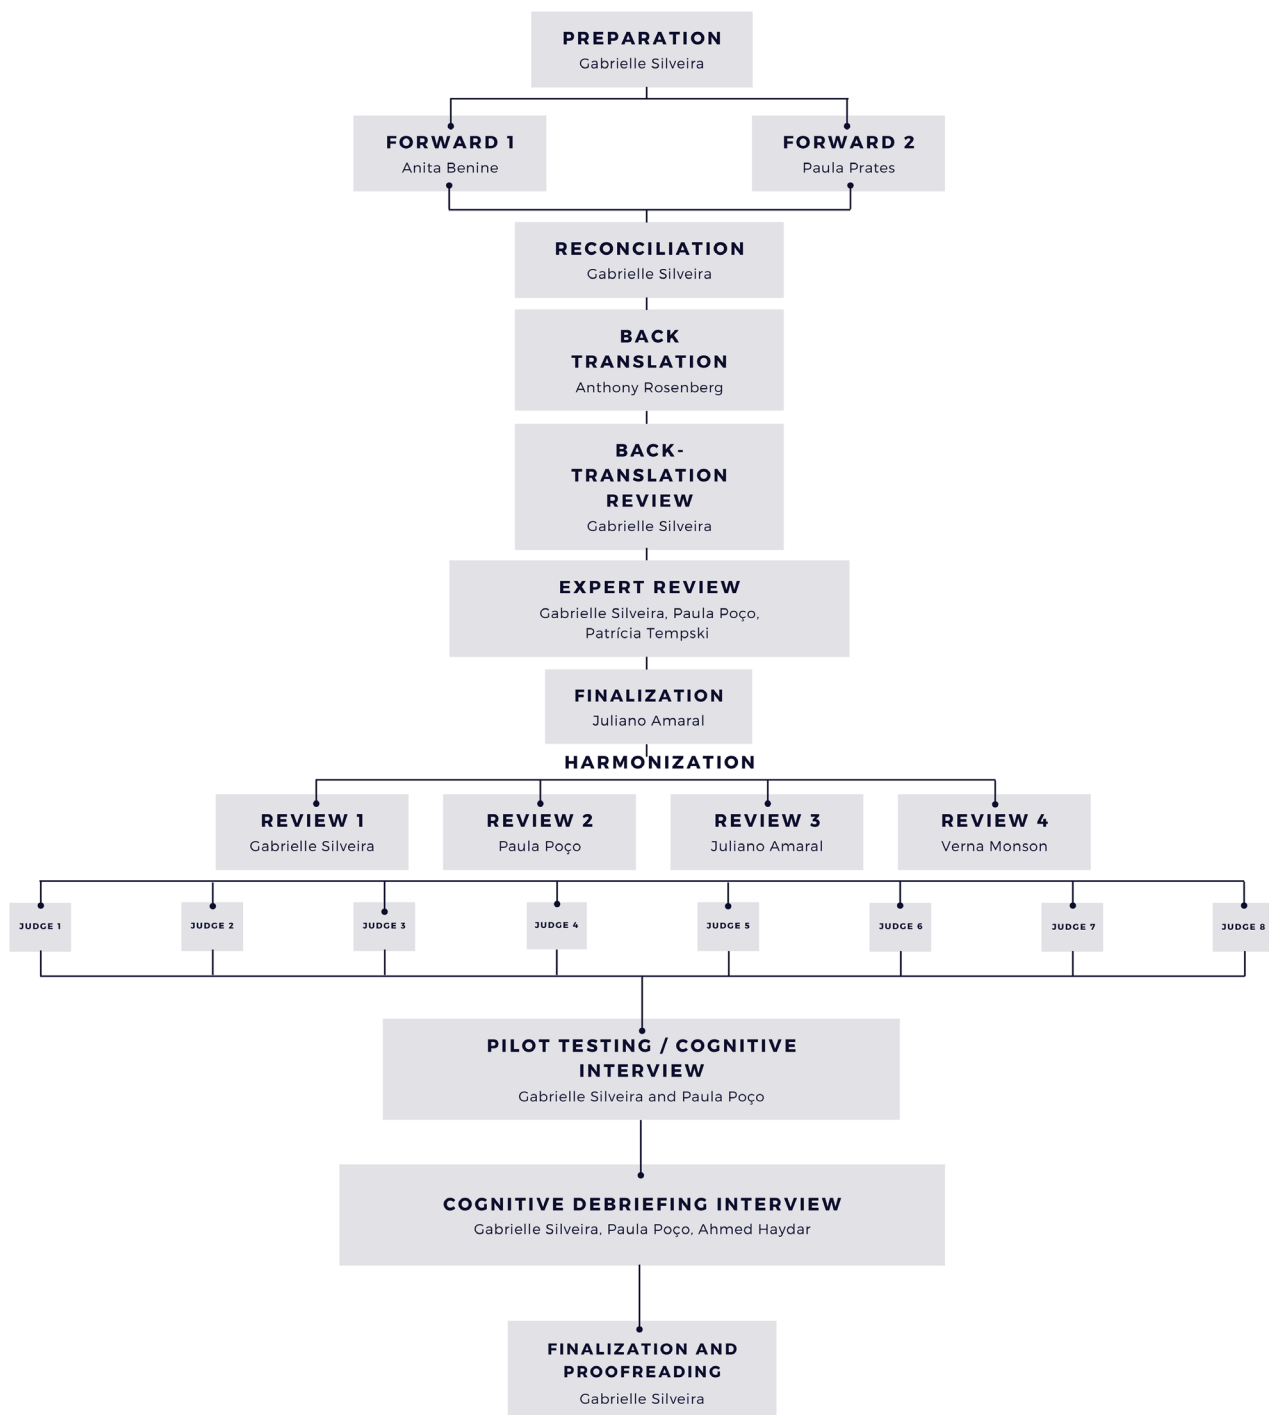 PREPARATION
Gabrielle Silveira
FORWARD 1
Anita Benine
FORWARD 2
Paula Prates
RECONCILIATION
Gabrielle Silveira
BACK
TRANSLATION
Anthony Rosenberg
BACK-
TRANSLATION
REVIEW
Gabrielle Silveira
EXPERT REVIEW
Gabrielle Silveira, Paula Poço,
Patrícia Tempski
FINALIZATION
Juliano Amaral
HARMONIZATION
REVIEW 1
Gabrielle Silveira
REVIEW 2
Paula Poço
REVIEW 3
Juliano Amaral
REVIEW 4
Verna Monson
JUDGE 1
JUDGE 2
JUDGE 3
JUDGE 4
JUDGE 5
JUDGE 6
JUDGE 7
JUDGE 8
PILOT TESTING / COGNITIVE
INTERVIEW
Gabrielle Silveira and Paula Poço
COGNITIVE DEBRIEFING INTERVIEW
Gabrielle Silveira, Paula Poço, Ahmed Haydar
FINALIZATION AND
PROOFREADING
Gabrielle Silveira